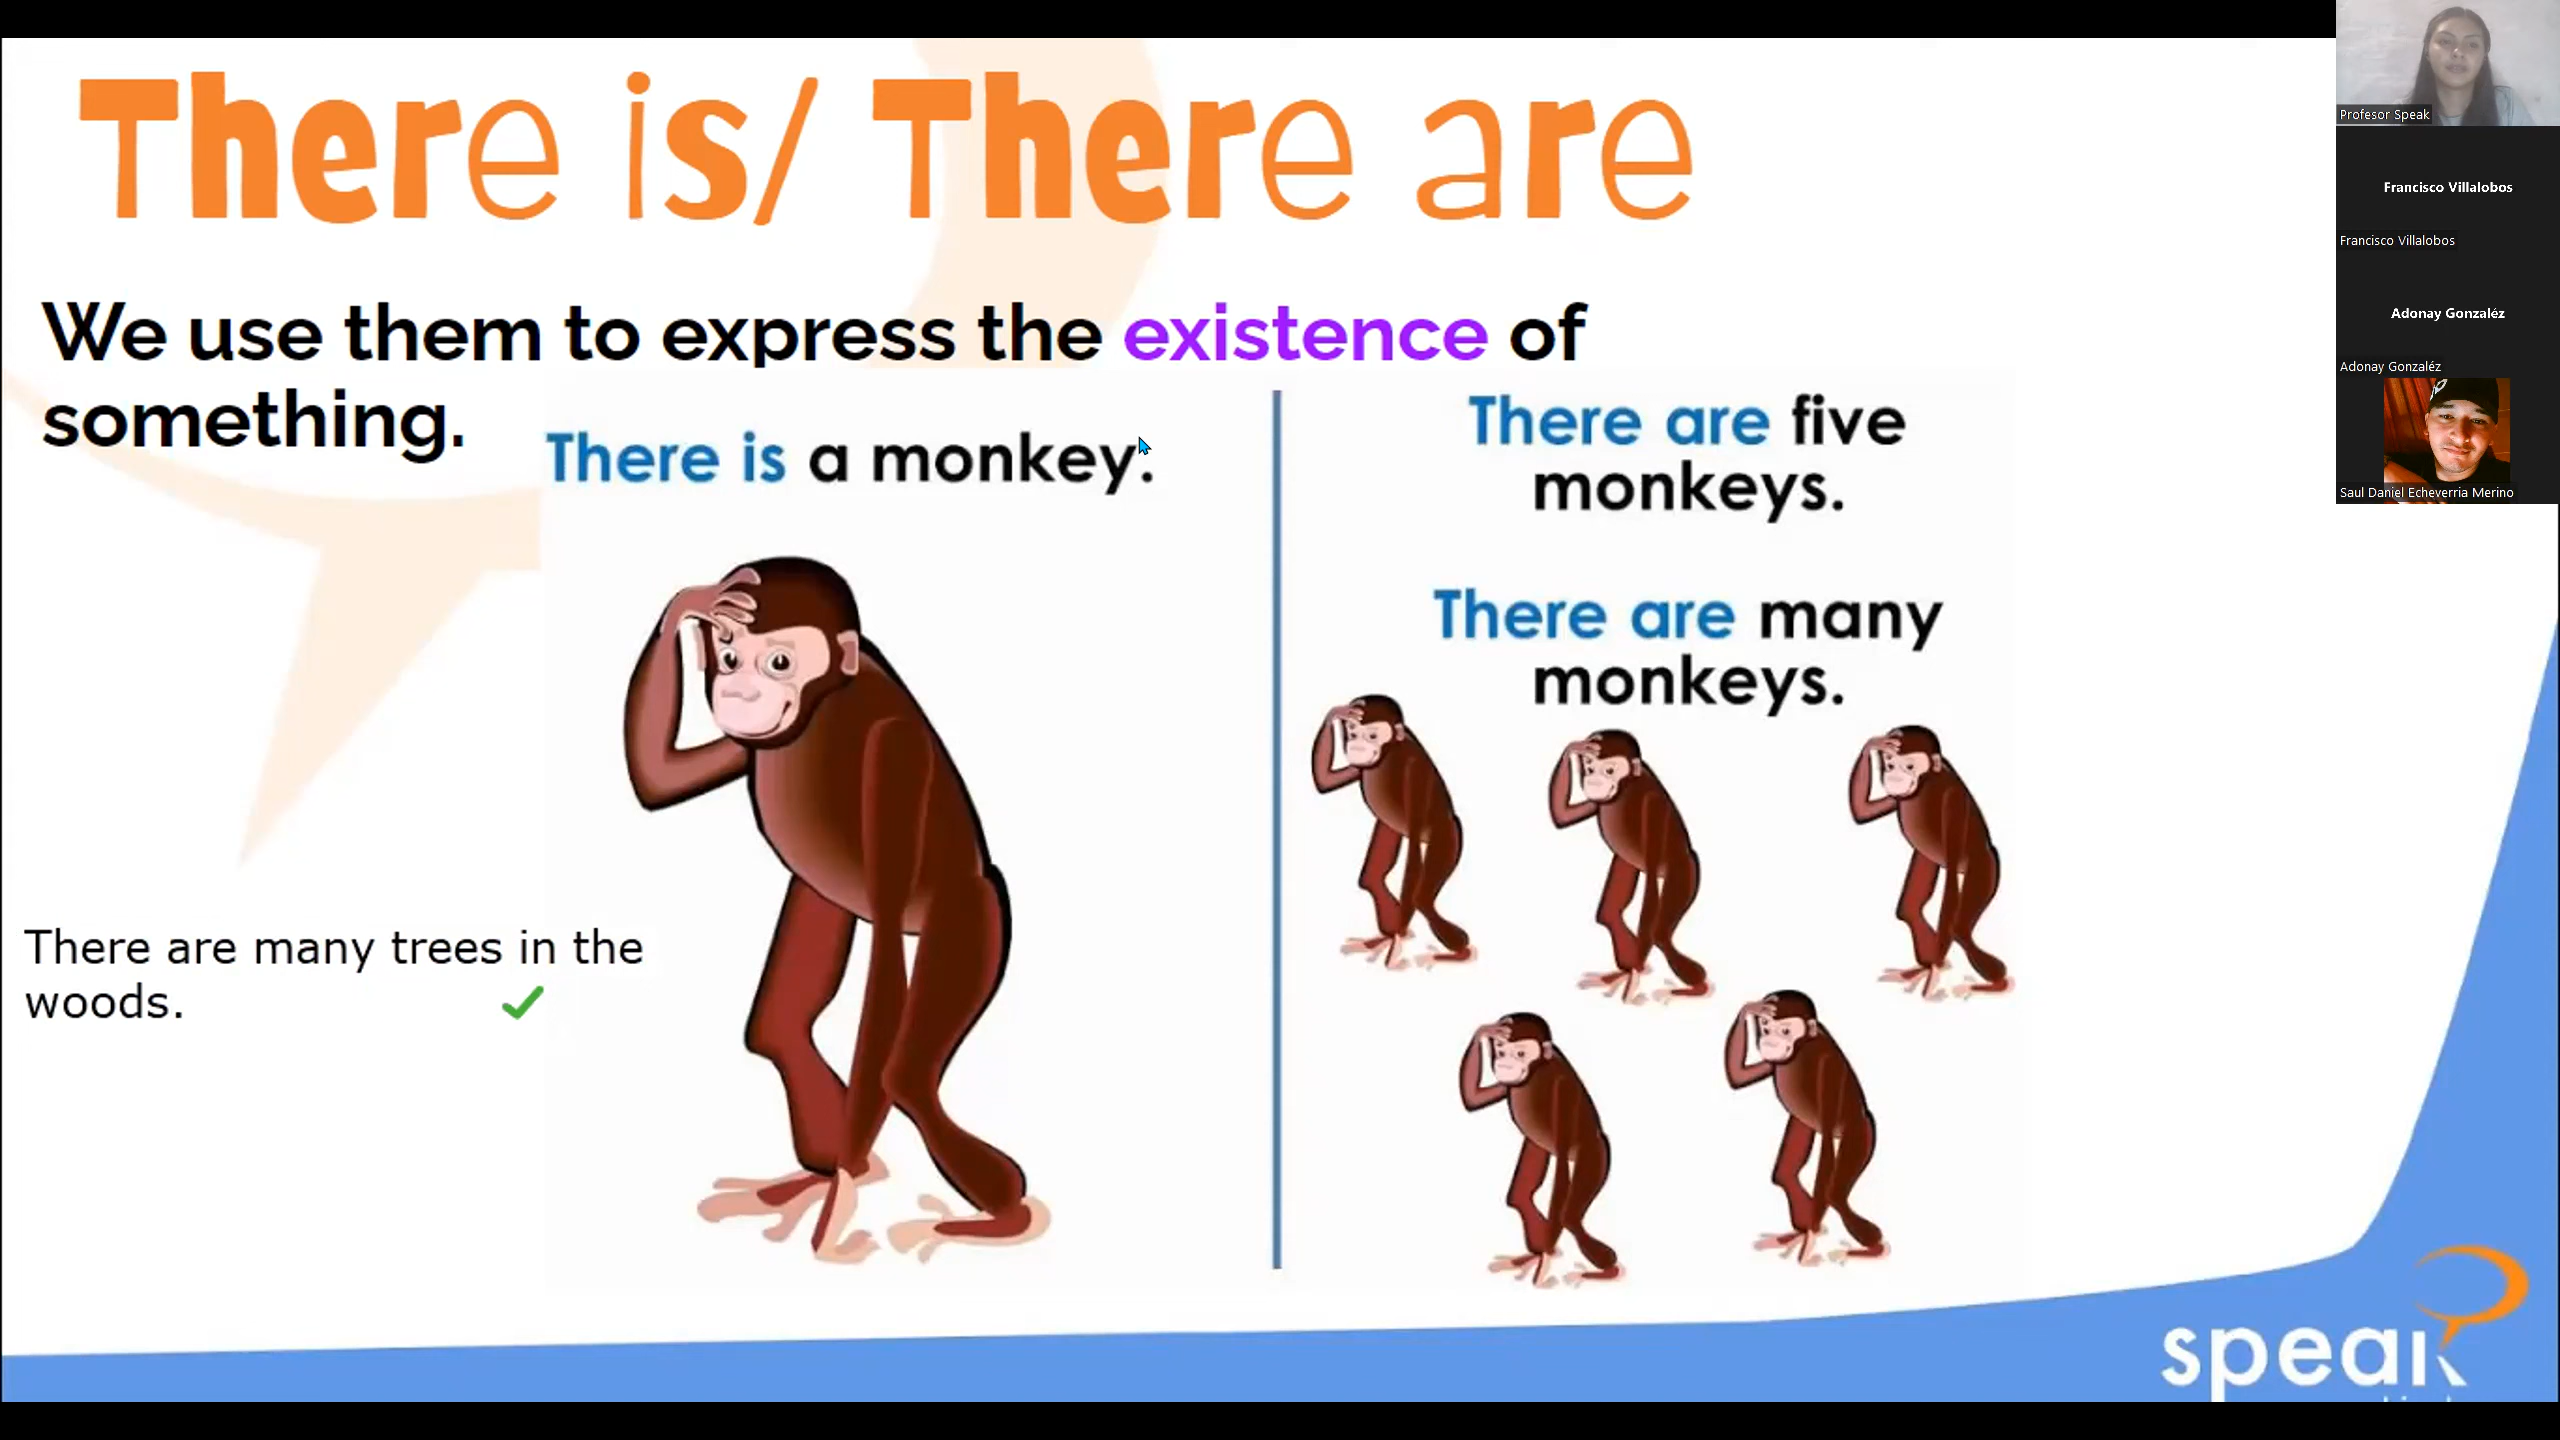 There is/ There are
We use them to express the existence of
something.
There is a monkey.
There are five
monkeys.
There are many
monkeys.
There are many trees in the
woods.
speak
Profesor Speak
Francisco Villalobos
Francisco Villalobos
Adonay Gonzaléz
Adonay Gonzaléz
Saul Daniel Echeverria Merino